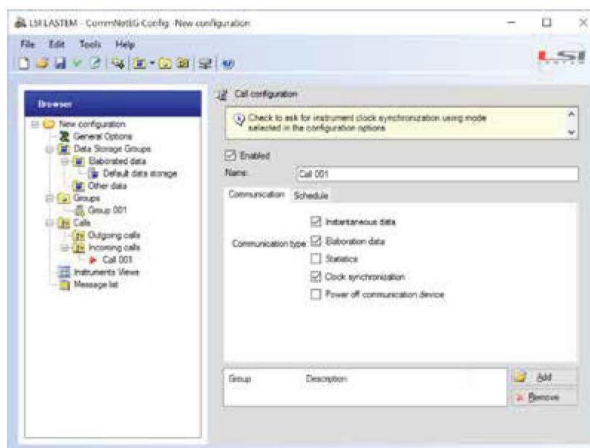 LSI LASTEM - CommNetEG Config -New configuration
File Edit Tools Help
LSI
LASTEM
Browser
New configuration
General Options
Data Storage Groups
Elaborated data
Default data storage
Other data
Groups
Group 001
Calls
Outgoing calls
Incoming calls
Call 001
Instruments Views
Message list
Call configuration
Check to ask for instrument clock synchronization using mode
selected in the configuration options
Enabled
Name: Call 001
Communication Schedule
Communication type:
Instantaneous data
Elaboration data
Statistics
Clock synchronization
Power off communication device
Group Description
Add
Remove